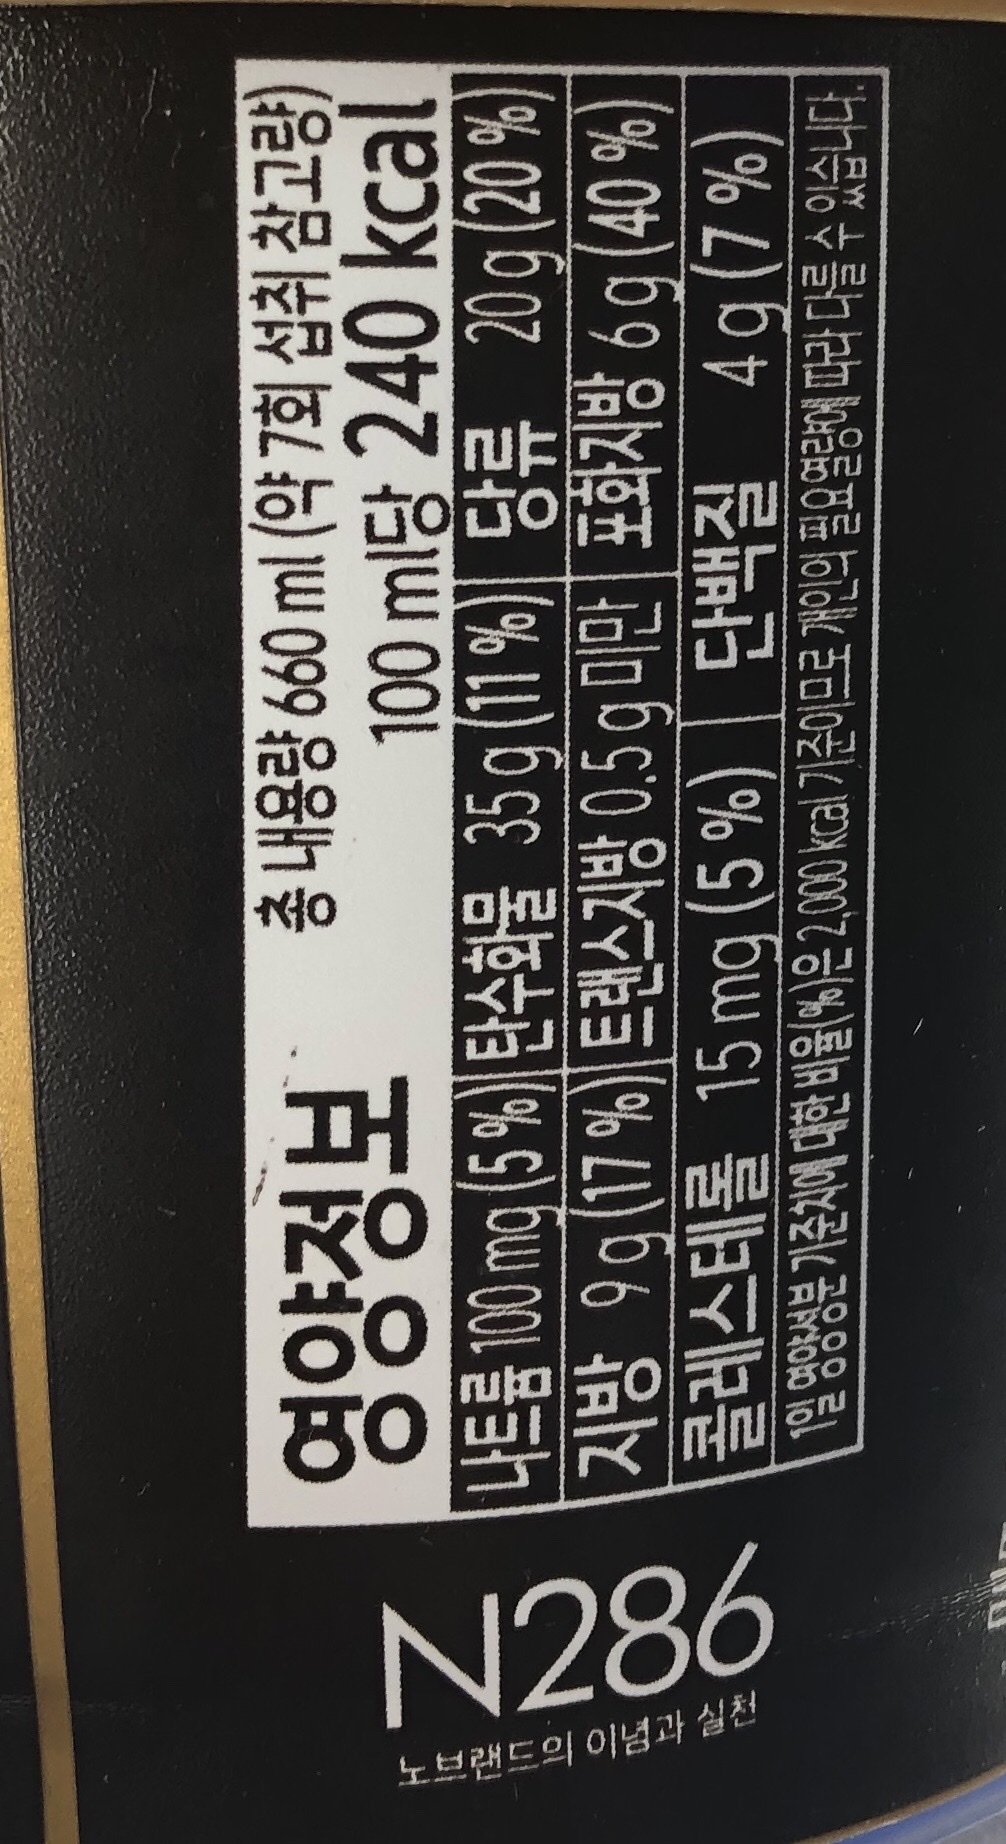 영양정보
총 내용량 660 ml (약 7회 섭취 참고량)
100 ml당 240 kcal
나트륨 100 mg (5 %) 탄수화물 35 g (11 %) 당류 20 g (20 %)
지방 9 g (17 %) 트랜스지방 0.5 g 미만 포화지방 6 g (40 %)
콜레스테롤 15 mg (5 %) 단백질 4 g (7 %)
1일 영양성분 기준치에 대한 비율(%)은 2,000 kcal 기준이므로 개인의 필요열량에 따라 다를 수 있습니다.
N286
노브랜드의 이념과 실천